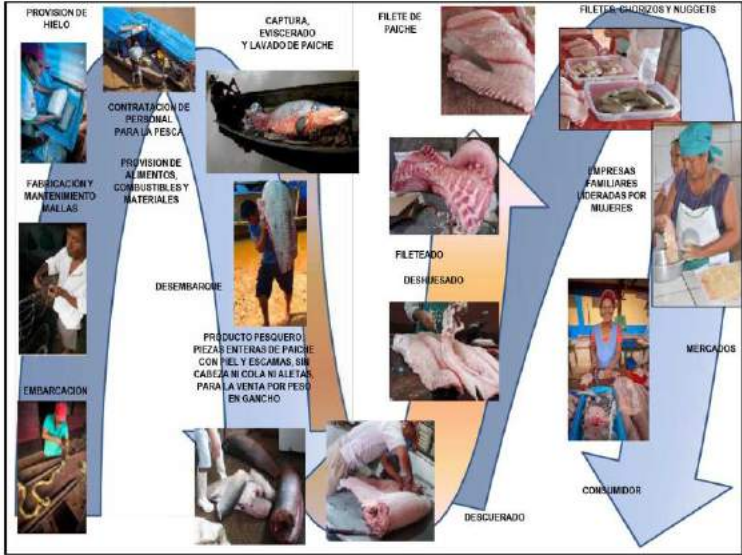 PROVISION DE
HIELO
CONTRATACION DE
PERSONAL
PARA LA PESCA
PROVISION DE
ALIMENTOS,
COMBUSTIBLES Y
MATERIALES
FABRICACIÓN Y
MANTENIMIENTO
MALLAS
EMBARCACIÓN
CAPTURA,
EVISCERADO
Y LAVADO DE PAICHE
DESEMBARQUE
PRODUCTO PESQUERO:
PIEZAS ENTERAS DE PAICHE
CON PIEL Y ESCAMAS, SIN
CABEZA NI COLA NI ALETAS,
PARA LA VENTA POR PESO
EN GANCHO
FILETE DE
PAICHE
FILETEADO
DESHUESADO
DESCUERADO
FILETES, CHORIZOS Y NUGGETS
EMPRESAS
FAMILIARES
LIDERADAS POR
MUJERES
MERCADOS
CONSUMIDOR